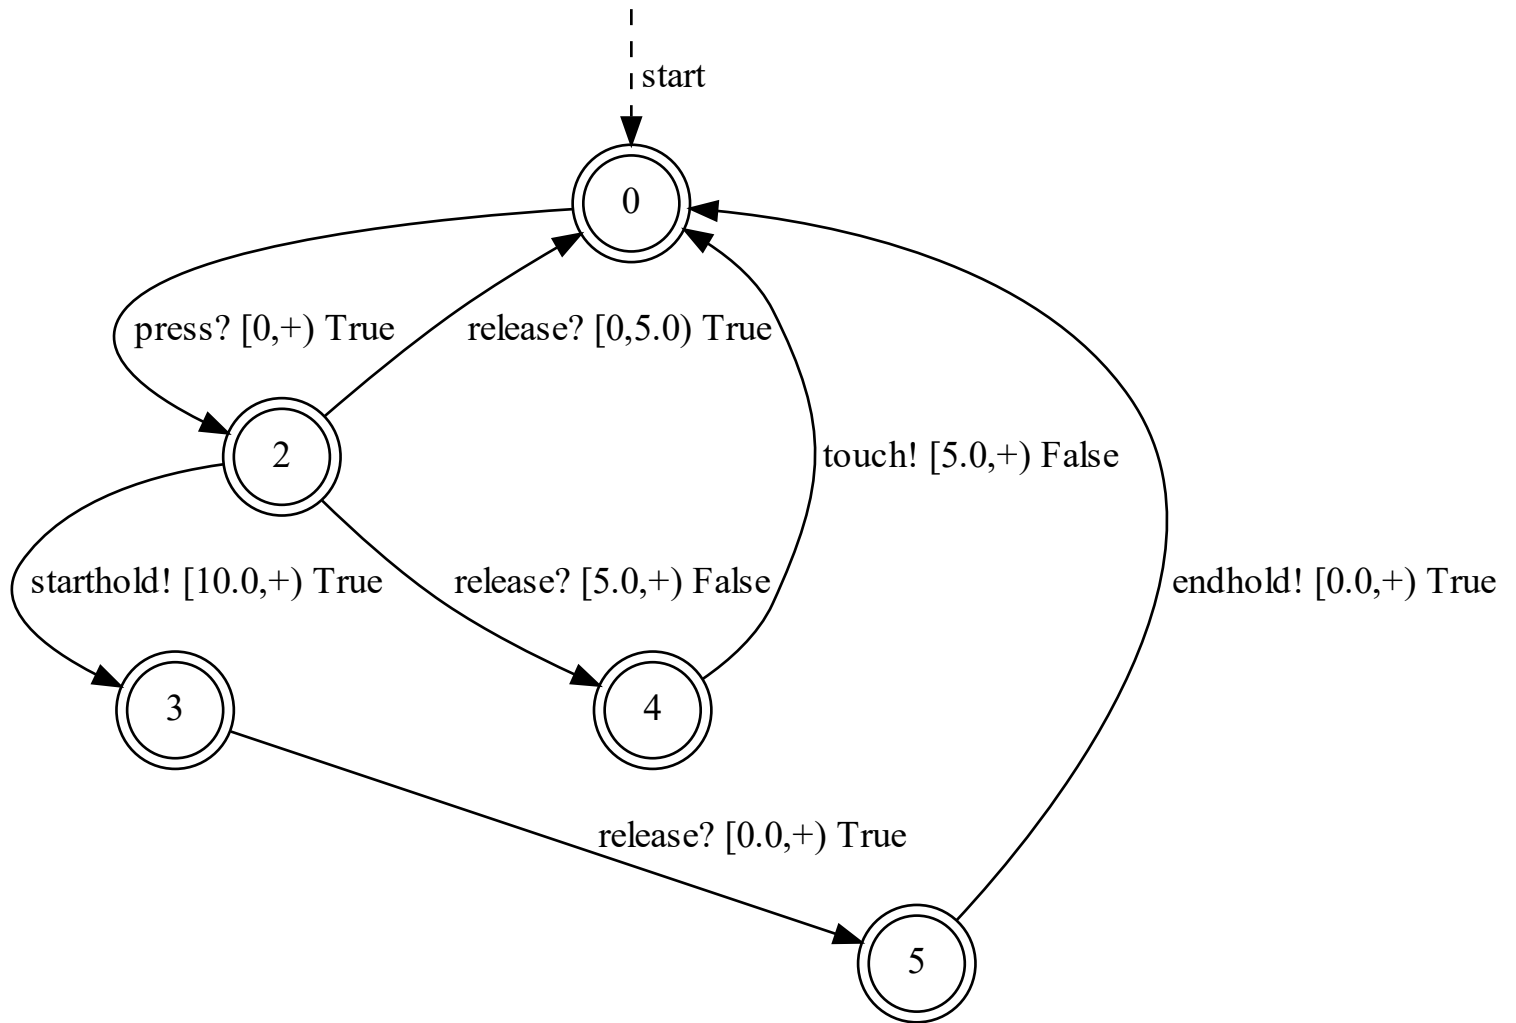 start
0
press? [0,+) True
release? [0,5.0) True
2
touch! [5.0,+) False
starthold! [10.0,+) True
release? [5.0,+) False
endhold! [0.0,+) True
3
4
release? [0.0,+) True
5